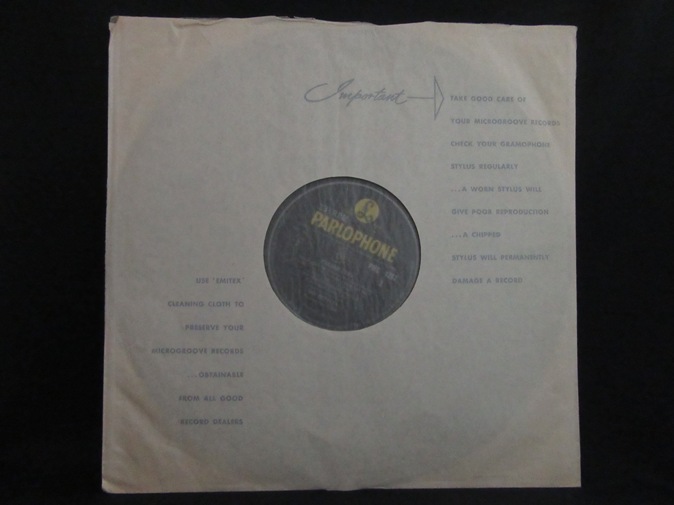 Important
TAKE GOOD CARE OF
YOUR MICROGROOVE RECORDS
CHECK YOUR GRAMOPHONE
STYLUS REGULARLY
...A WORN STYLUS WILL
GIVE POOR REPRODUCTION
....A CHIPPED
STYLUS WILL PERMANENTLY
DAMAGE A RECORD
PARLOPHONE
USE 'EMITEX'
CLEANING CLOTH TO
PRESERVE YOUR
MICROGROOVE RECORDS
...OBTAINABLE
FROM ALL GOOD
RECORD DEALERS